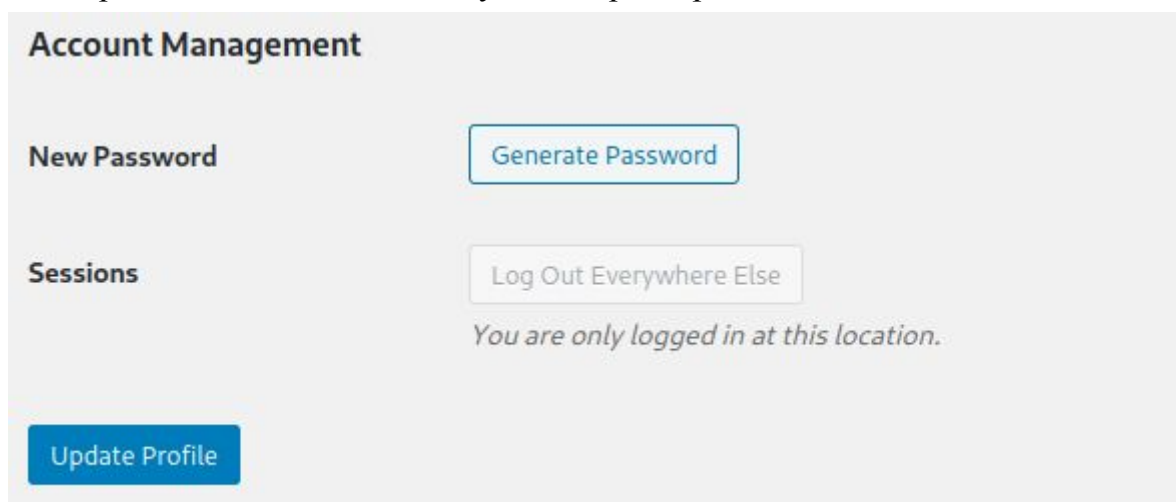 Account Management
New Password
Generate Password
Sessions
Log Out Everywhere Else
You are only logged in at this location.
Update Profile